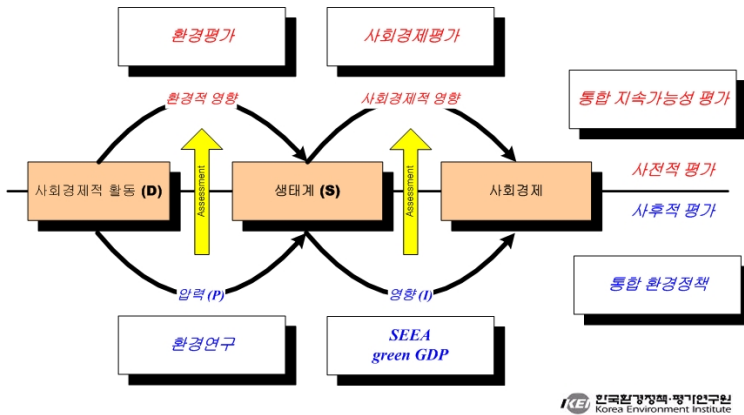 환경평가
사회경제평가
환경적 영향
사회경제적 영향
통합 지속가능성 평가
사회경제적 활동 (D)
Assessment
생태계 (S)
Assessment
사회경제
사전적 평가
사후적 평가
압력 (P)
영향 (I)
통합 환경정책
환경연구
SEEA
green GDP
KEI 한국환경정책·평가연구원
Korea Environment Institute